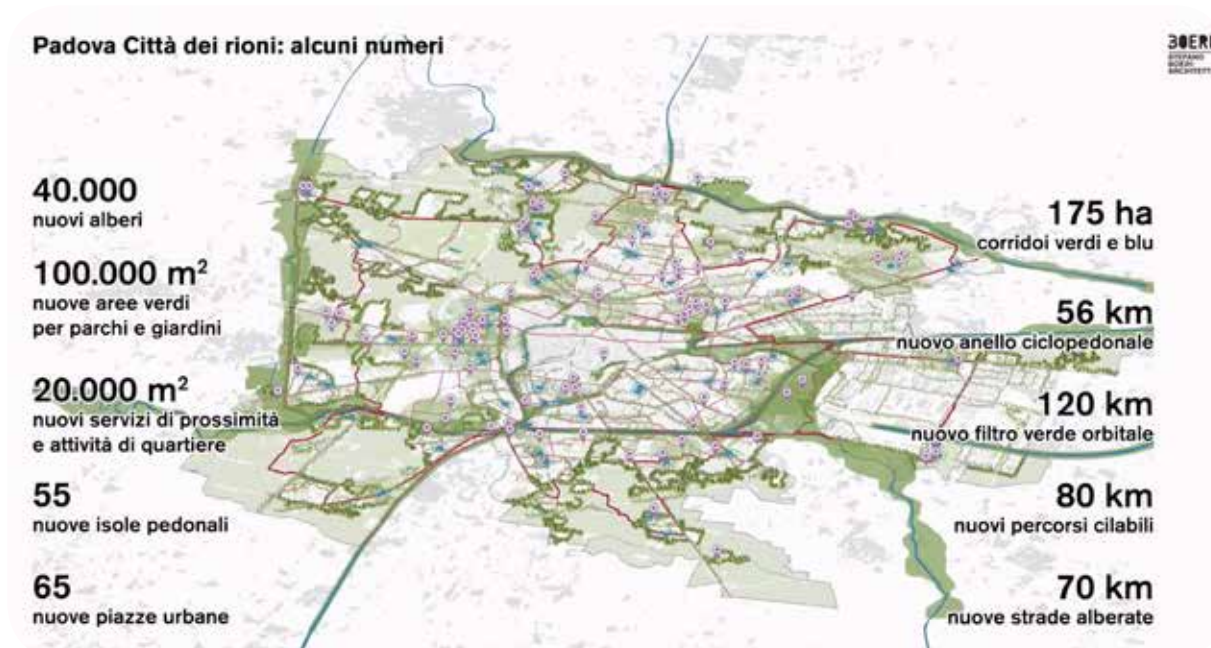 Padova Città dei rioni: alcuni numeri
BOERI
STEFANO
BOERI
ARCHITETTI
40.000
nuovi alberi
100.000 m²
nuove aree verdi
per parchi e giardini
20.000 m²
nuovi servizi di prossimità
e attività di quartiere
55
nuove isole pedonali
65
nuove piazze urbane
175 ha
corridoi verdi e blu
56 km
nuovo anello ciclopedonale
120 km
nuovo filtro verde orbitale
80 km
nuovi percorsi cilabili
70 km
nuove strade alberate